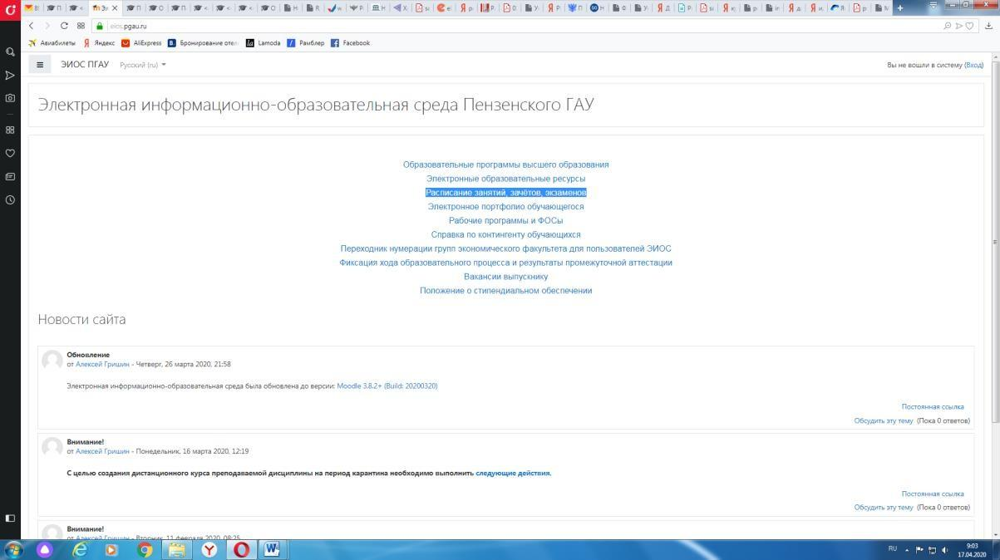 eios.pgau.ru
Авиабилеты Яндекс AliExpress Бронирование отел Lamoda Рамблер Facebook
ЭИОС ПГАУ Русский (ru) Вы не вошли в систему (Вход)
Электронная информационно-образовательная среда Пензенского ГАУ
Образовательные программы высшего образования
Электронные образовательные ресурсы
Расписание занятий, зачётов, экзаменов
Электронное портфолио обучающегося
Рабочие программы и ФОСы
Справка по контингенту обучающихся
Переходник нумерации групп экономического факультета для пользователей ЭИОС
Фиксация хода образовательного процесса и результаты промежуточной аттестации
Вакансии выпускнику
Положение о стипендиальном обеспечении
Новости сайта
Обновление
от Алексей Гришин - Четверг, 26 марта 2020, 21:58
Электронная информационно-образовательная среда была обновлена до версии: Moodle 3.8.2+ (Build: 20200320)
Постоянная ссылка
Обсудить эту тему (Пока 0 ответов)
Внимание!
от Алексей Гришин - Понедельник, 16 марта 2020, 12:19
С целью создания дистанционного курса преподаваемой дисциплины на период карантина необходимо выполнить следующие действия.
Постоянная ссылка
Обсудить эту тему (Пока 0 ответов)
Внимание!
от Алексей Гришин - Вторник, 11 февраля 2020, 08:25
RU 9:03
17.04.2020